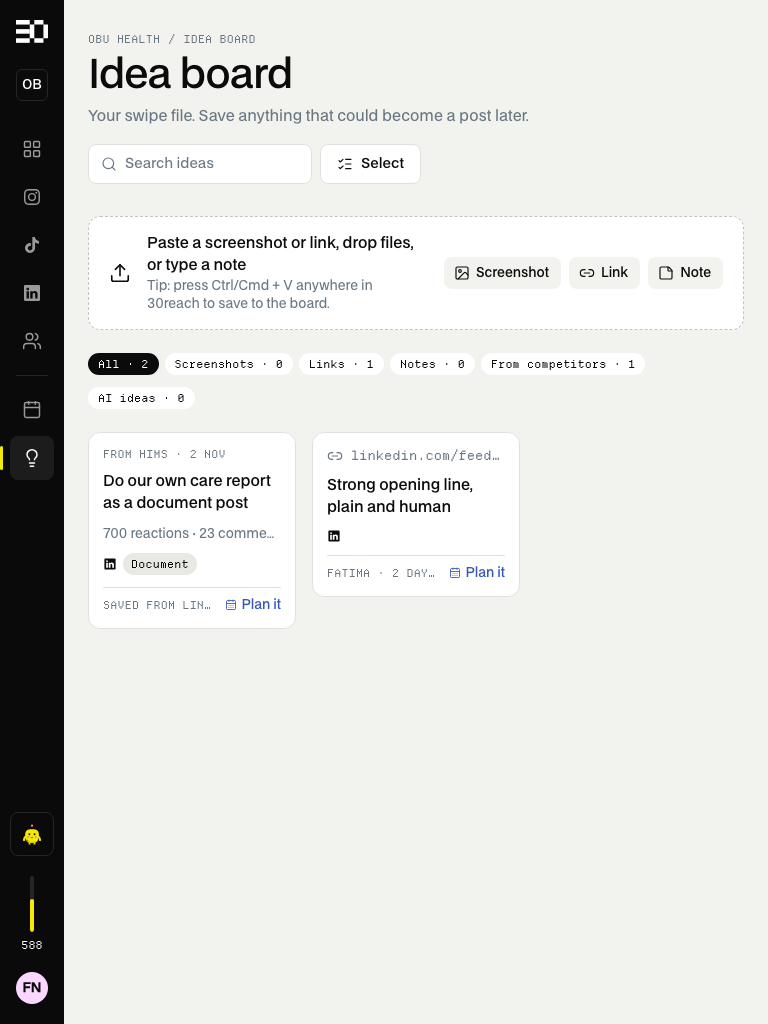 30
OB
OBU HEALTH / IDEA BOARD
Idea board
Your swipe file. Save anything that could become a post later.
Search ideas
Select
Paste a screenshot or link, drop files,
or type a note
Tip: press Ctrl/Cmd + V anywhere in
30reach to save to the board.
Screenshot
Link
Note
All · 2
Screenshots · 0
Links · 1
Notes · 0
From competitors · 1
AI ideas · 0
FROM HIMS · 2 NOV
Do our own care report
as a document post
700 reactions · 23 comme…
in
Document
SAVED FROM LIN…
Plan it
linkedin.com/feed…
Strong opening line,
plain and human
in
FATIMA · 2 DAY…
Plan it
588
FN